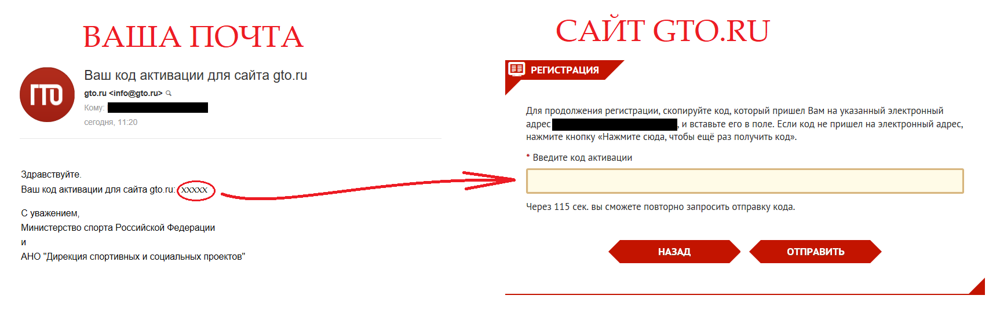 ВАША ПОЧТА
ГТО
Ваш код активации для сайта gto.ru
gto.ru <info@gto.ru>
Кому:
сегодня, 11:20
Здравствуйте.
Ваш код активации для сайта gto.ru: XXXXX
С уважением,
Министерство спорта Российской Федерации
и
АНО "Дирекция спортивных и социальных проектов"
САЙТ GTO.RU
РЕГИСТРАЦИЯ
Для продолжения регистрации, скопируйте код, который пришел Вам на указанный электронный
адрес , и вставьте его в поле. Если код не пришел на электронный адрес,
нажмите кнопку «Нажмите сюда, чтобы ещё раз получить код».
* Введите код активации
Через 115 сек. вы сможете повторно запросить отправку кода.
НАЗАД
ОТПРАВИТЬ